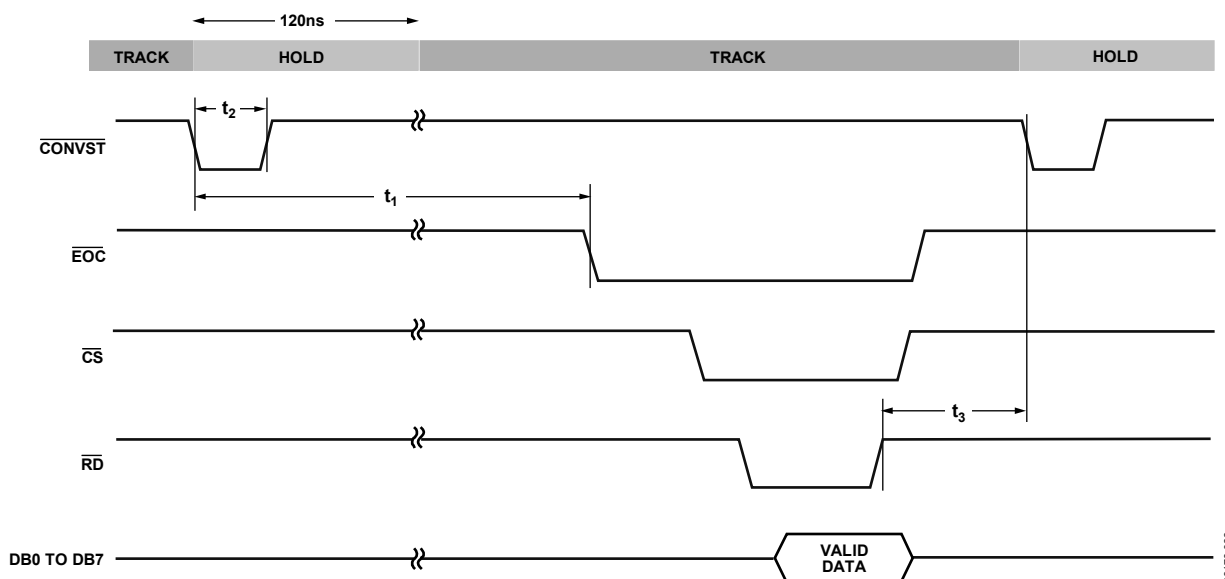 120ns
TRACK HOLD TRACK HOLD
t2
CONVST
t1
EOC
CS
t3
RD
DB0 TO DB7
VALID
DATA